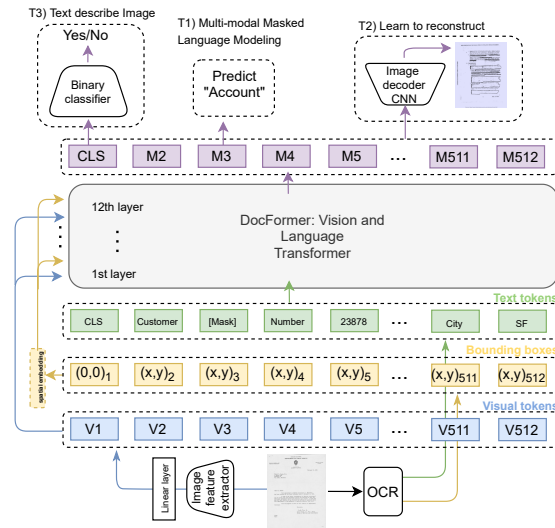 T3) Text describe Image
Yes/No
Binary
classifier
T1) Multi-modal Masked
Language Modeling
Predict
"Account"
T2) Learn to reconstruct
Image
decoder
CNN
CLS M2 M3 M4 M5 ... M511 M512
12th layer
1st layer
DocFormer: Vision and
Language
Transformer
Text tokens
CLS Customer [Mask] Number 23878 ... City SF
Bounding boxes
spatial embedding
(0,0)1 (x,y)2 (x,y)3 (x,y)4 (x,y)5 ... (x,y)511 (x,y)512
Visual tokens
V1 V2 V3 V4 V5 ... V511 V512
Linear layer
Image
feature
extractor
OCR